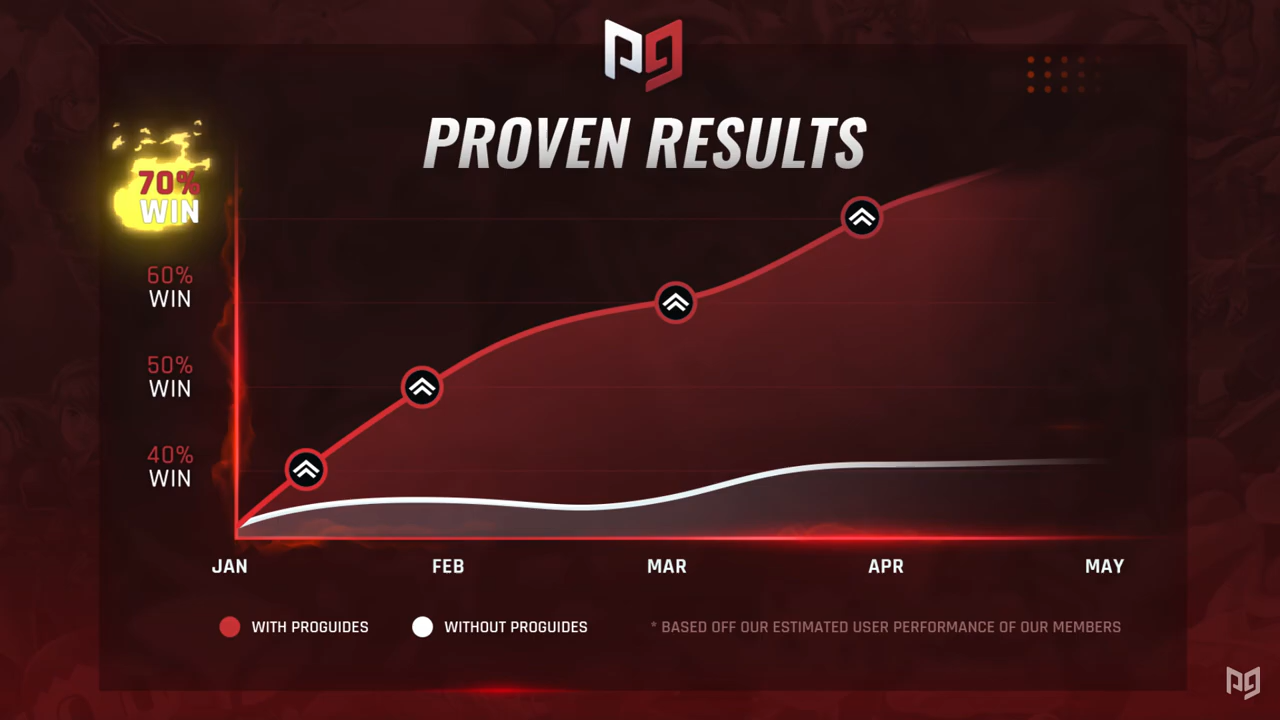 PG
PROVEN RESULTS
70%
WIN
60%
WIN
50%
WIN
40%
WIN
JAN FEB MAR APR MAY
WITH PROGUIDES WITHOUT PROGUIDES * BASED OFF OUR ESTIMATED USER PERFORMANCE OF OUR MEMBERS
PG